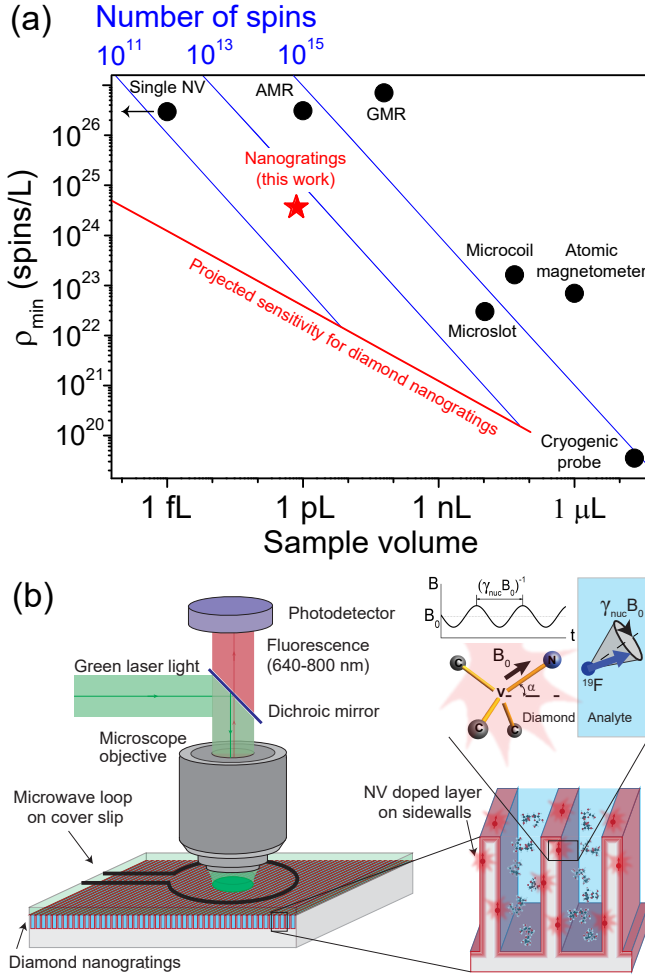 (a)
Number of spins
10^11
10^13
10^15
Single NV
AMR
GMR
Nanogratings
(this work)
Microcoil
Atomic
magnetometer
Microslot
Projected sensitivity for diamond nanogratings
Cryogenic
probe
ρ_min (spins/L)
10^26
10^25
10^24
10^23
10^22
10^21
10^20
1 fL
1 pL
1 nL
1 μL
Sample volume
(b)
Photodetector
Fluorescence
(640-800 nm)
Green laser light
Dichroic mirror
Microscope
objective
Microwave loop
on cover slip
Diamond nanogratings
B
(γ_nuc B_0)^-1
B_0
t
γ_nuc B_0
B_0
N
C
V
α
C
C
19F
Diamond
Analyte
NV doped layer
on sidewalls